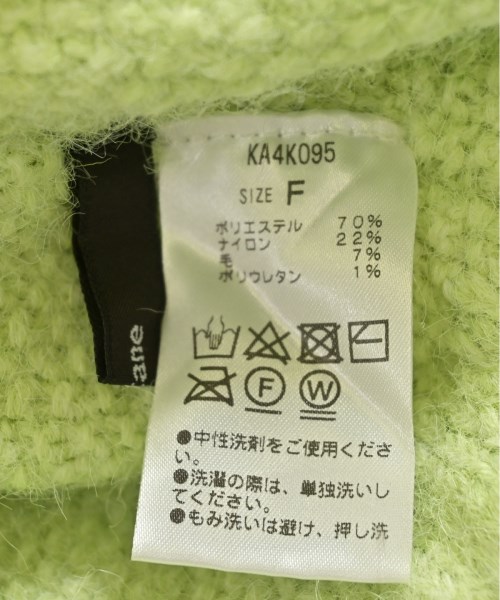 KA4K095
SIZE F
ポリエステル 70%
ナイロン 22%
毛 7%
ポリウレタン 1%
F
W
●中性洗剤をご使用くださ
い。
●洗濯の際は、単独洗いし
てください。
●もみ洗いは避け、押し洗